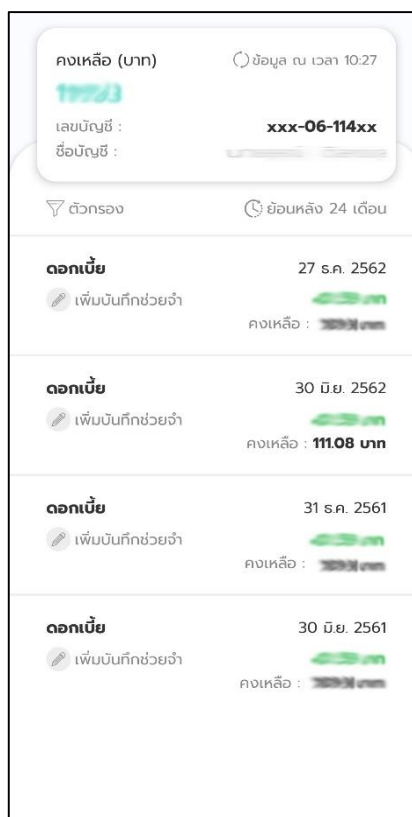 คงเหลือ (บาท) ข้อมูล ณ เวลา 10:27
เลขบัญชี : xxx-06-114xx
ชื่อบัญชี :
ตัวกรอง ย้อนหลัง 24 เดือน
ดอกเบี้ย 27 ธ.ค. 2562
เพิ่มบันทึกช่วยจำ
คงเหลือ :
ดอกเบี้ย 30 มิ.ย. 2562
เพิ่มบันทึกช่วยจำ
คงเหลือ : 111.08 บาท
ดอกเบี้ย 31 ธ.ค. 2561
เพิ่มบันทึกช่วยจำ
คงเหลือ :
ดอกเบี้ย 30 มิ.ย. 2561
เพิ่มบันทึกช่วยจำ
คงเหลือ :